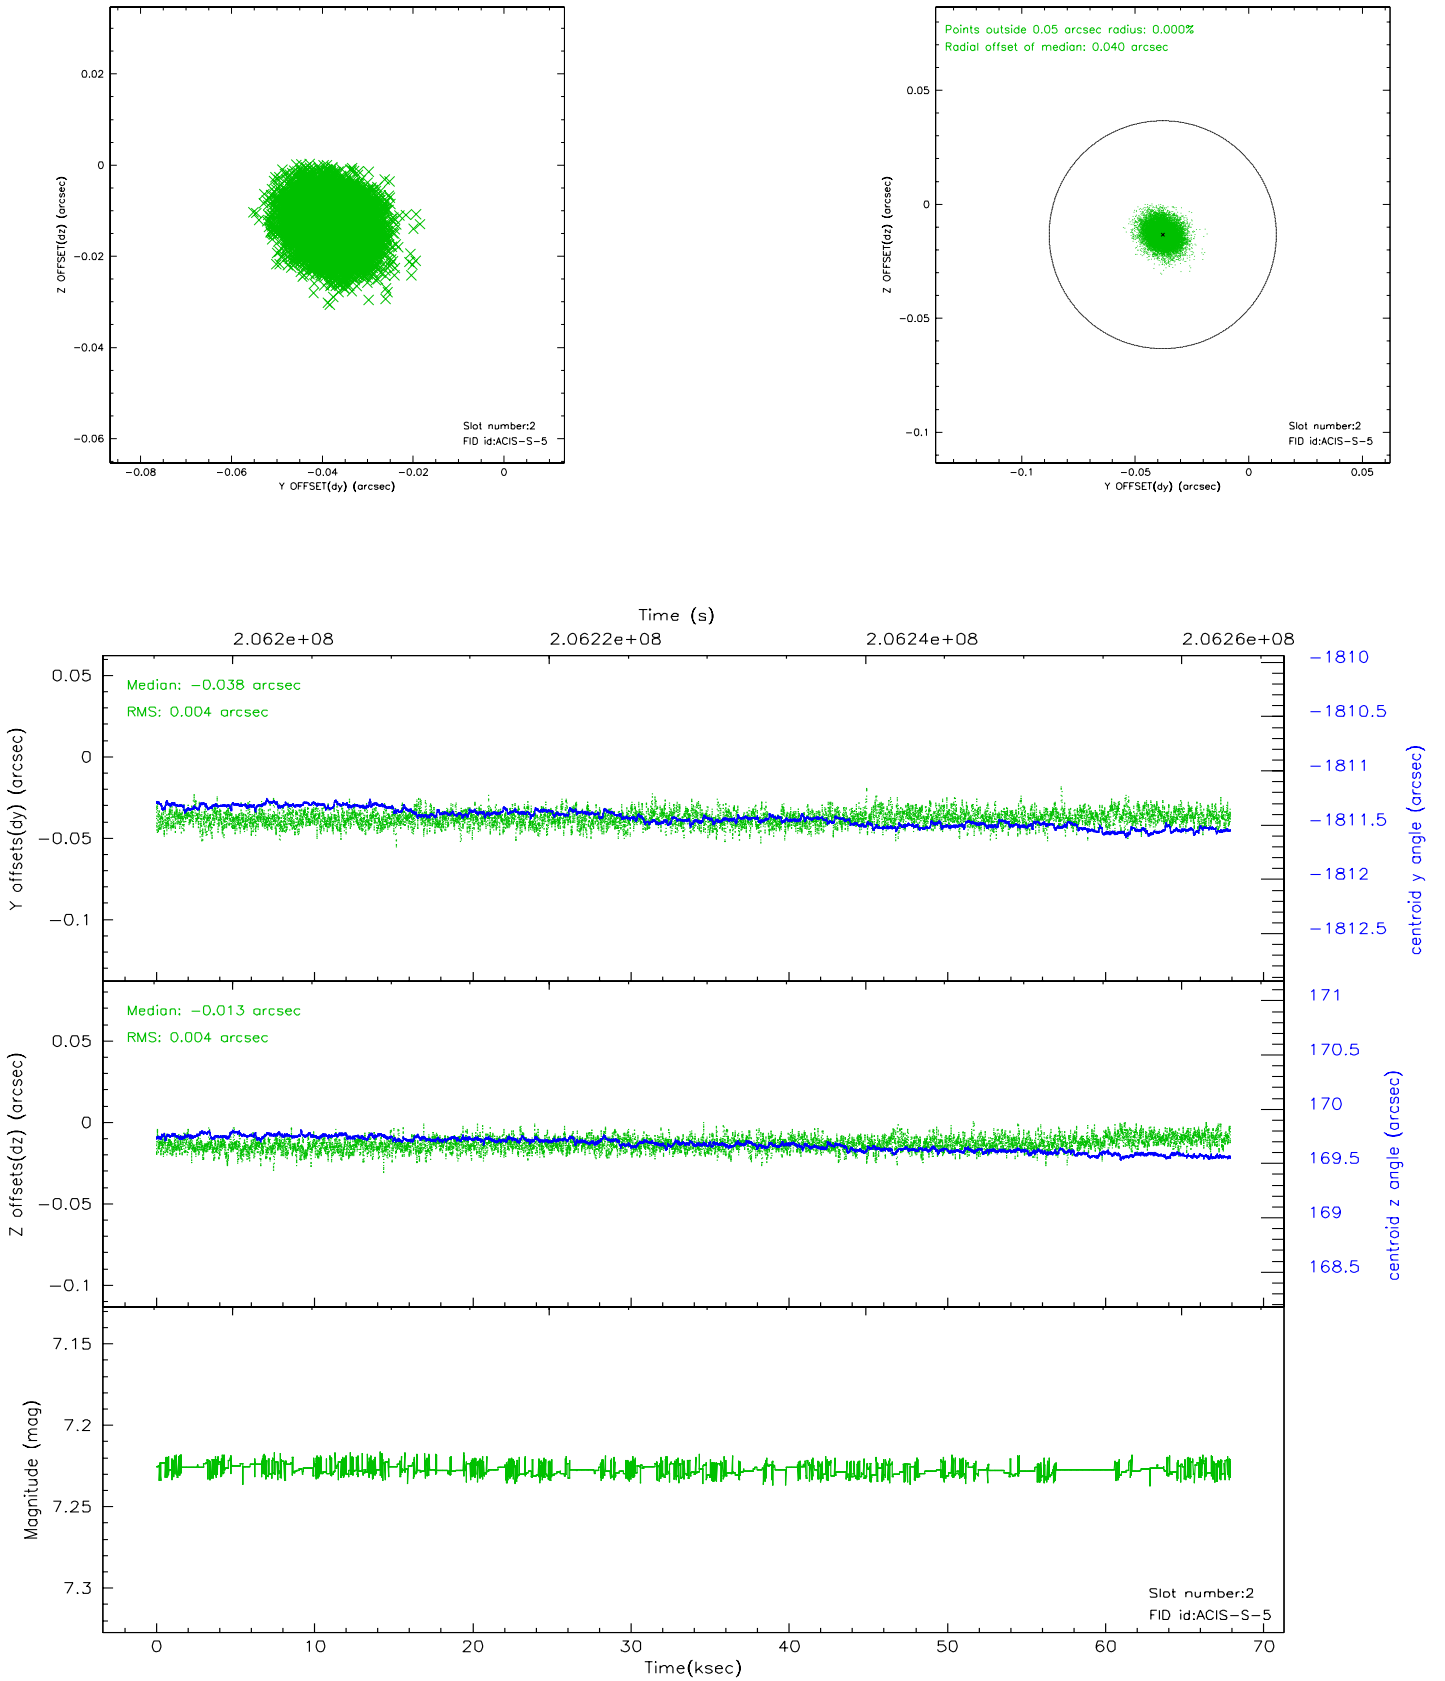 0.02
0
-0.02
-0.04
-0.06
Z OFFSET(dz) (arcsec)
Slot number:2
FID id:ACIS-S-5
-0.08
-0.06
-0.04
-0.02
0
Y OFFSET(dy) (arcsec)
Points outside 0.05 arcsec radius: 0.000%
Radial offset of median: 0.040 arcsec
0.05
0
-0.05
-0.1
Z OFFSET(dz) (arcsec)
Slot number:2
FID id:ACIS-S-5
-0.1
-0.05
0
0.05
Y OFFSET(dy) (arcsec)
Time (s)
2.062e+08
2.0622e+08
2.0624e+08
2.0626e+08
0.05
0
-0.05
-0.1
Y offsets(dy) (arcsec)
Median: -0.038 arcsec
RMS: 0.004 arcsec
-1810
-1810.5
-1811
-1811.5
-1812
-1812.5
centroid y angle (arcsec)
0.05
0
-0.05
-0.1
Z offsets(dz) (arcsec)
Median: -0.013 arcsec
RMS: 0.004 arcsec
171
170.5
170
169.5
169
168.5
centroid z angle (arcsec)
7.15
7.2
7.25
7.3
Magnitude (mag)
Slot number:2
FID id:ACIS-S-5
0
10
20
30
40
50
60
70
Time(ksec)